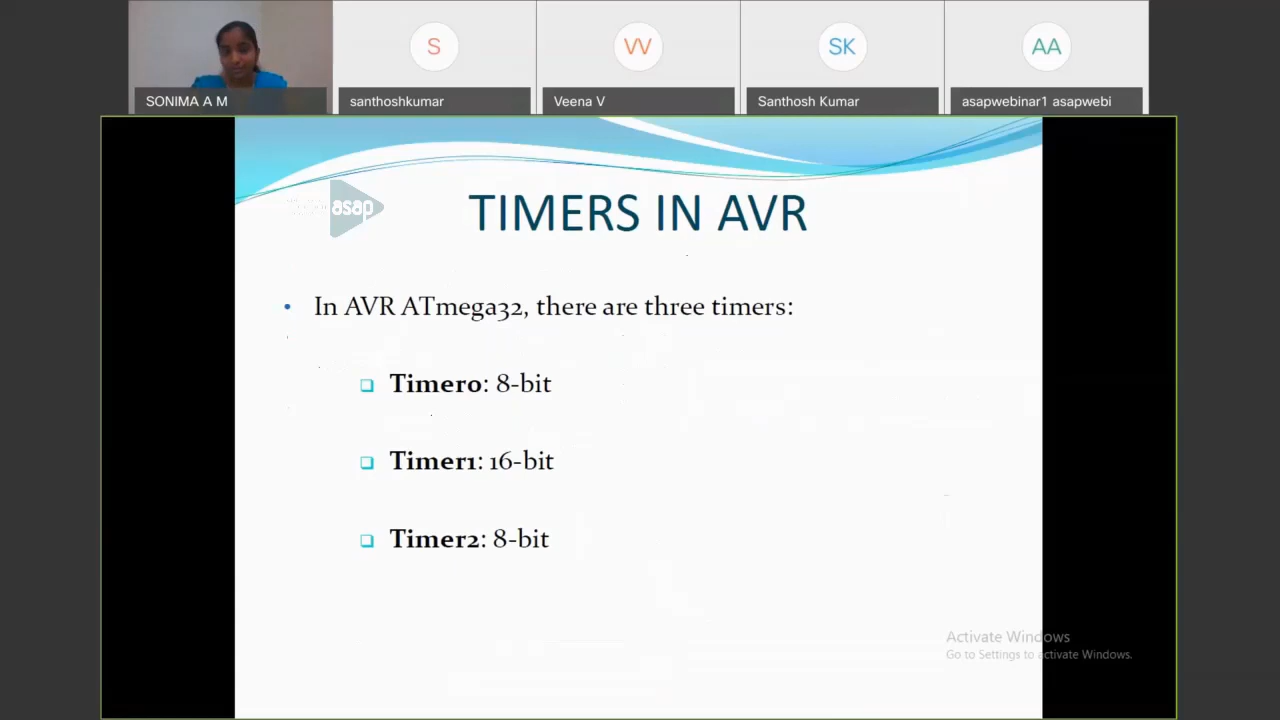 S
VV
SK
AA
SONIMA A M
santhoshkumar
Veena V
Santhosh Kumar
asapwebinar1 asapwebi
asap
TIMERS IN AVR
• In AVR ATmega32, there are three timers:
❑ Timer0: 8-bit
❑ Timer1: 16-bit
❑ Timer2: 8-bit
Activate Windows
Go to Settings to activate Windows.